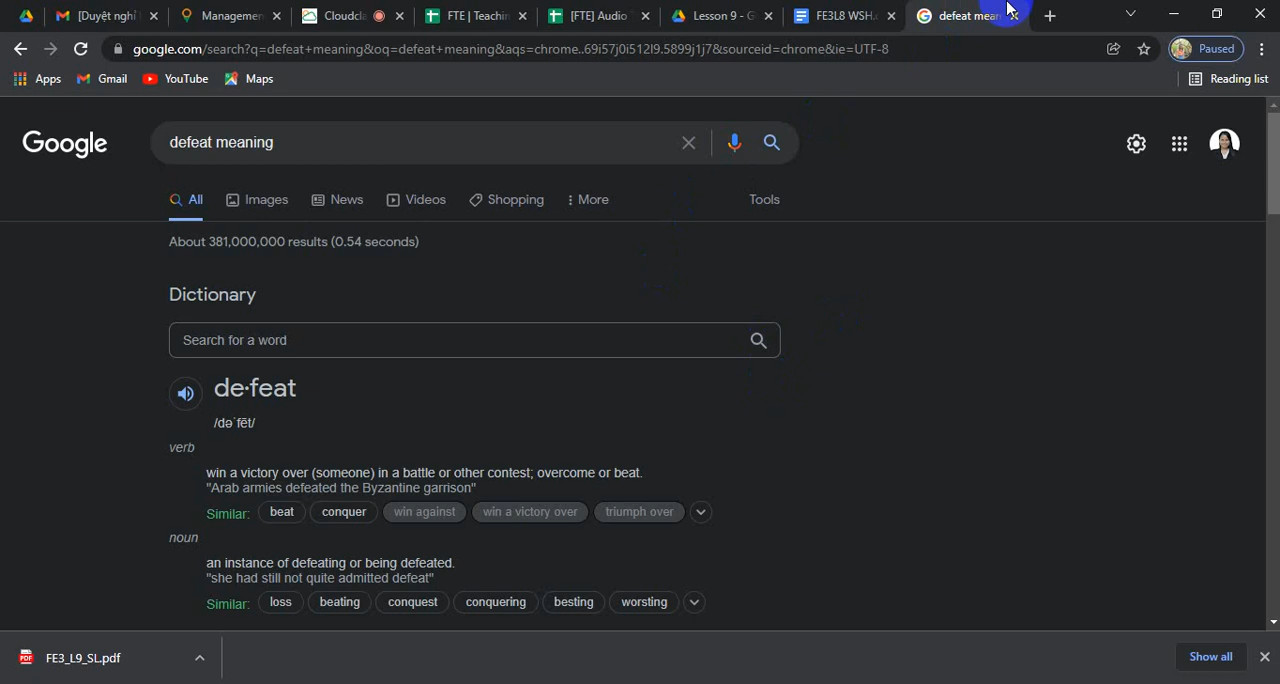 [Duyệt nghỉ
Managemen
Cloudcla
FTE | Teachin
[FTE] Audio
Lesson 9 - G
FE3L8 WSH.
defeat mean
google.com/search?q=defeat+meaning&oq=defeat+meaning&aqs=chrome..69i57j0i512l9.5899j1j7&sourceid=chrome&ie=UTF-8
Paused
Apps
Gmail
YouTube
Maps
Reading list
Google
defeat meaning
All
Images
News
Videos
Shopping
More
Tools
About 381,000,000 results (0.54 seconds)
Dictionary
Search for a word
de·feat
/dəˈfēt/
verb
win a victory over (someone) in a battle or other contest; overcome or beat.
"Arab armies defeated the Byzantine garrison"
Similar: beat conquer win against win a victory over triumph over
noun
an instance of defeating or being defeated.
"she had still not quite admitted defeat"
Similar: loss beating conquest conquering besting worsting
FE3_L9_SL.pdf
Show all